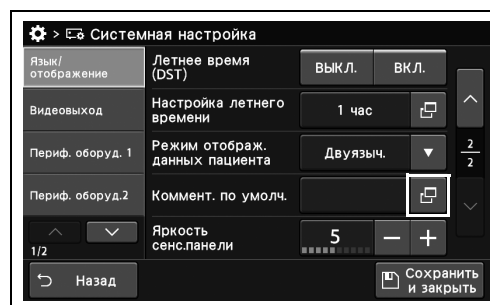 > Системная настройка
Язык/
отображение
Видеовыход
Периф. оборуд. 1
Периф. оборуд.2
1/2
Летнее время
(DST)
ВЫКЛ.
ВКЛ.
Настройка летнего
времени
1 час
Режим отображ.
данных пациента
Двуязыч.
Коммент. по умолч.
Яркость
сенс.панели
5
2
2
Назад
Сохранить
и закрыть